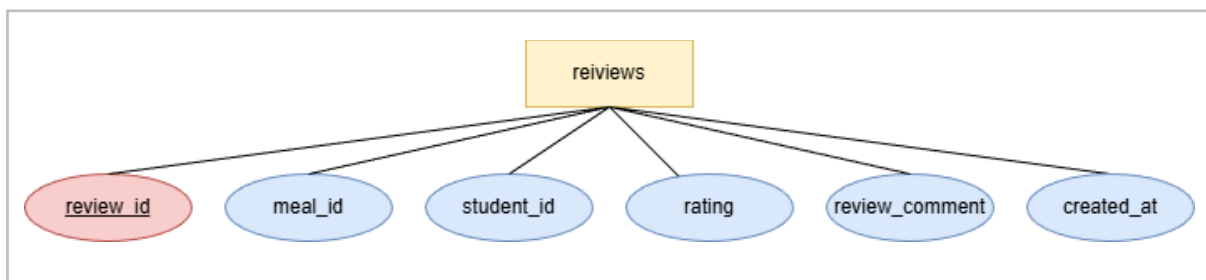 reiviews
review_id
meal_id
student_id
rating
review_comment
created_at